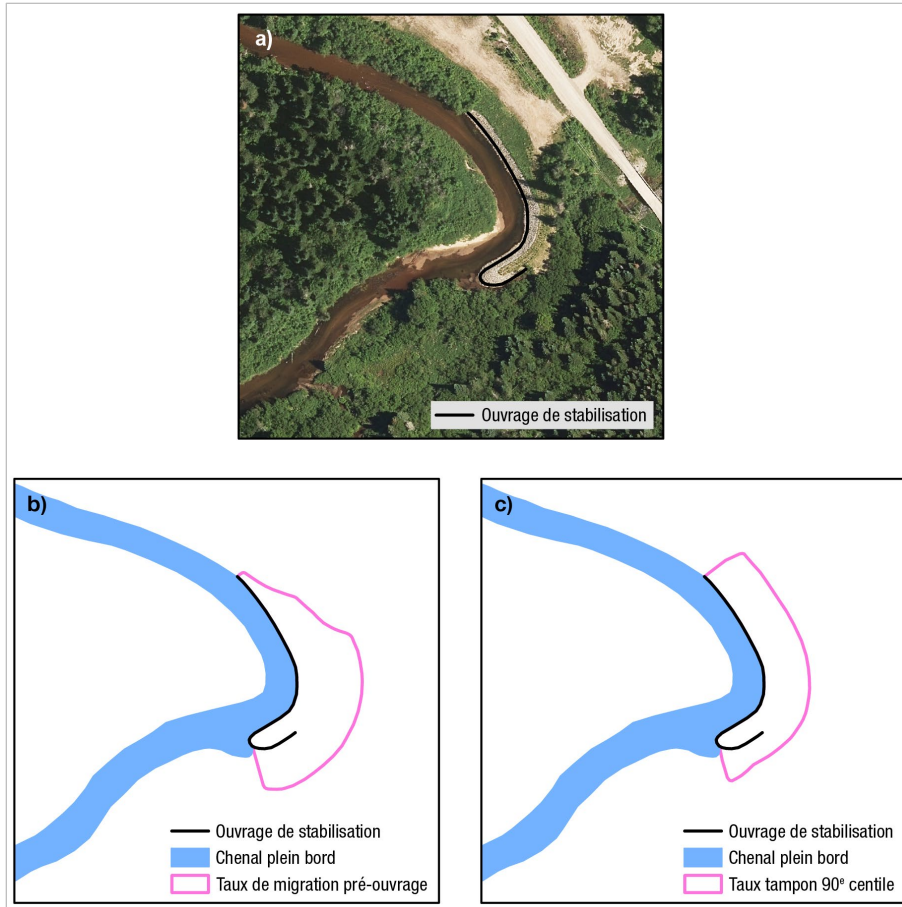 a)
Ouvrage de stabilisation
b)
Ouvrage de stabilisation
Chenal plein bord
Taux de migration pré-ouvrage
c)
Ouvrage de stabilisation
Chenal plein bord
Taux tampon 90e centile